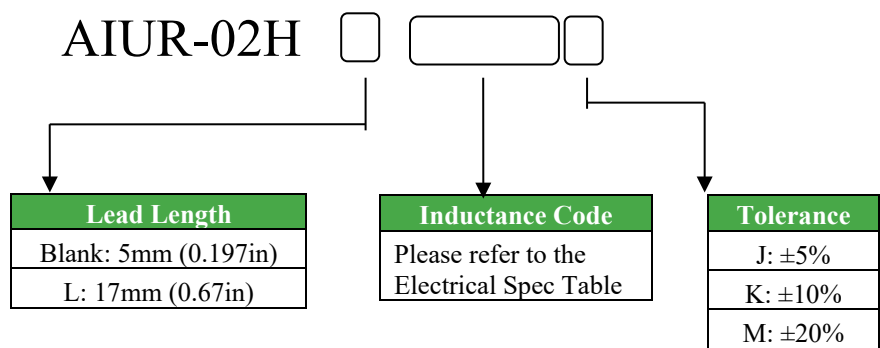 AIUR-02H
Lead Length
Blank: 5mm (0.197in)
L: 17mm (0.67in)
Inductance Code
Please refer to the
Electrical Spec Table
Tolerance
J: ±5%
K: ±10%
M: ±20%